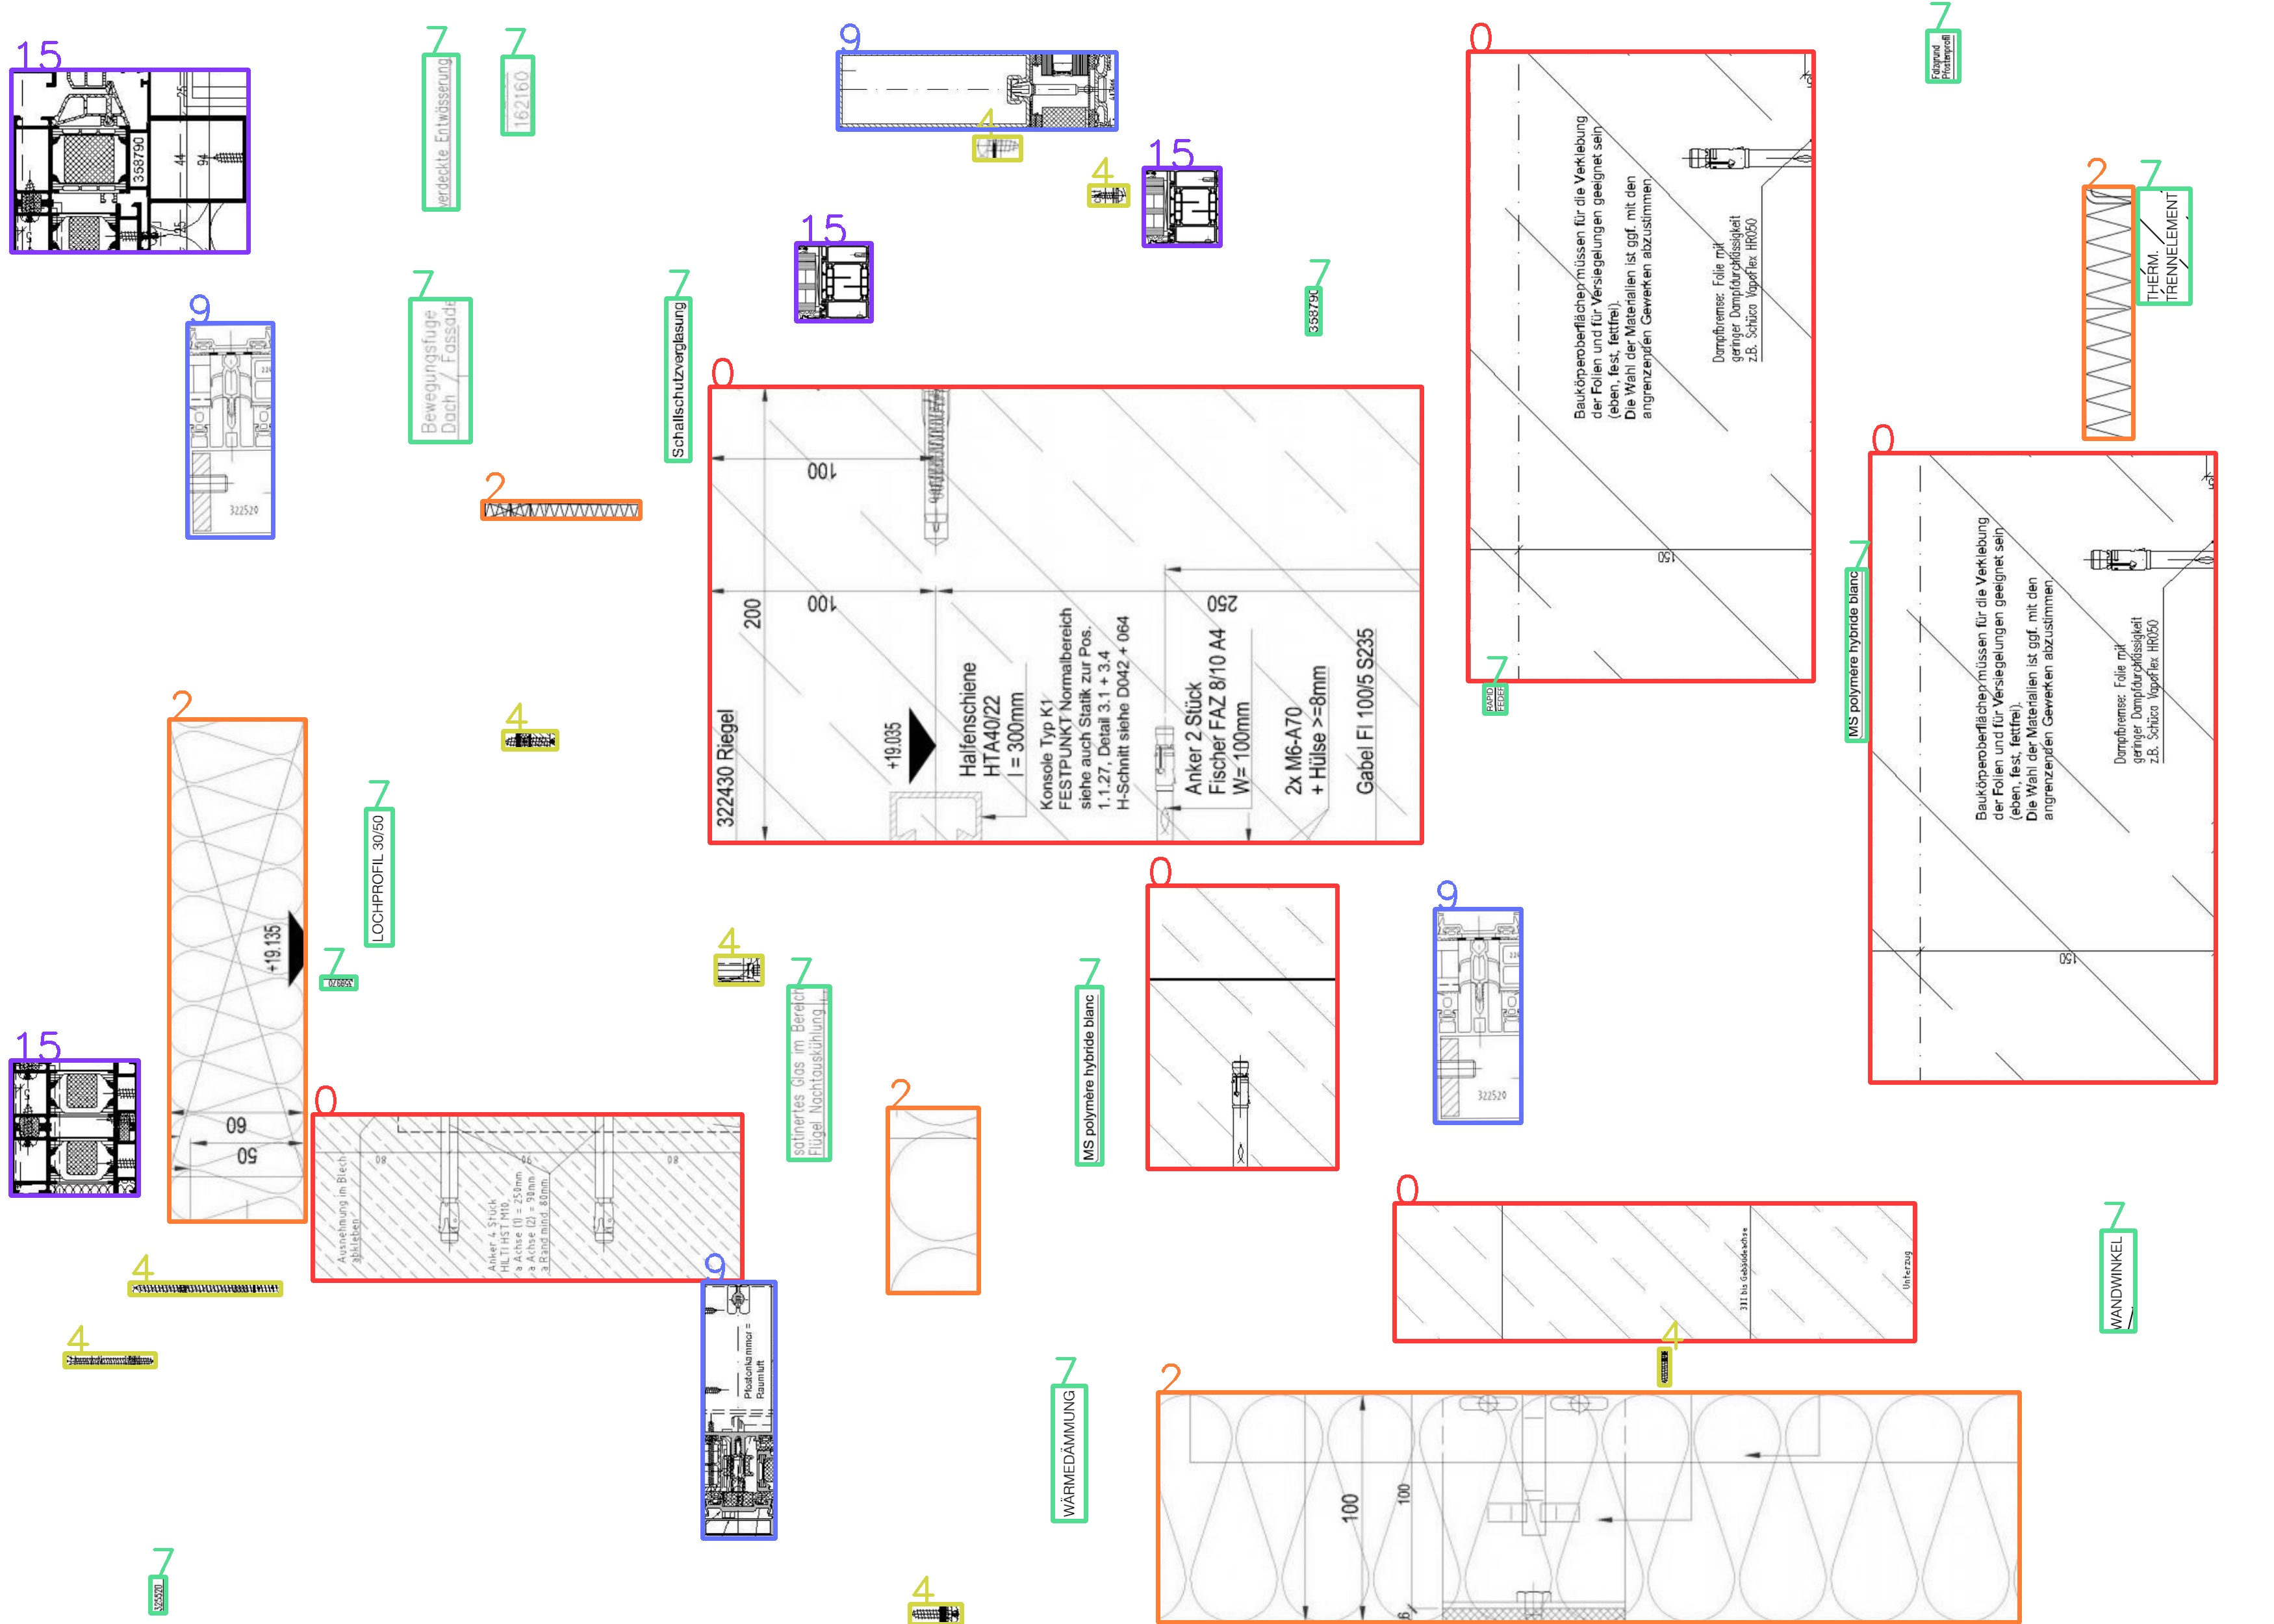 15
358790
44
94
25
7
verdeckte Entwässerung
7
162160
9
4
4
15
15
0
Baukörperoberflächen müssen für die Verklebung
der Folien und für Versiegelungen geeignet sein
(eben, fest, fettfrei).
Die Wahl der Materialien ist ggf. mit den
angrenzenden Gewerken abzustimmen
Dampfbremse: Folie mit
geringer Dampfdurchlässigkeit
z.B. Schüco VapoFlex HR050
150
7
Falzgrund
Pfostenprofil
2
7
THERM.
TRENNELEMENT
9
322520
7
Bewegungsfuge
Dach / Fassade
7
Schallschutzverglasung
7
358790
2
0
100
200
100
250
322430 Riegel
+19.035
Halfenschiene
HTA40/22
l = 300mm
Konsole Typ K1
FESTPUNKT Normalbereich
siehe auch Statik zur Pos.
1.1.27, Detail 3.1 + 3.4
H-Schnitt siehe D042 + 064
Anker 2 Stück
Fischer FAZ 8/10 A4
W= 100mm
2x M6-A70
+ Hülse >=8mm
Gabel Fl 100/5 S235
7
RAPID
FEDER
7
MS polymère hybride blanc
0
Baukörperoberflächen müssen für die Verklebung
der Folien und für Versiegelungen geeignet sein
(eben, fest, fettfrei).
Die Wahl der Materialien ist ggf. mit den
angrenzenden Gewerken abzustimmen
Dampfbremse: Folie mit
geringer Dampfdurchlässigkeit
z.B. Schüco VapoFlex HR050
150
2
+19.135
60
50
4
7
LOCHPROFIL 30/50
7
4
7
satiniertes Glas im Bereich
Flügel Nachtauskühlung
7
MS polymère hybride blanc
0
9
322520
15
0
Ausnehmung im Blech
abkleben
80
90
80
Anker 4 Stück
HILTI HST M10,
a Achse (1) = 250mm
a Achse (2) = 90mm
a Rand mind. 80mm
2
0
331 bis Gebäudeachse
Unterzug
7
WANDWINKEL
4
4
9
Pfostenkammer =
Raumluft
7
WÄRMEDÄMMUNG
4
2
100
100
6
7
4